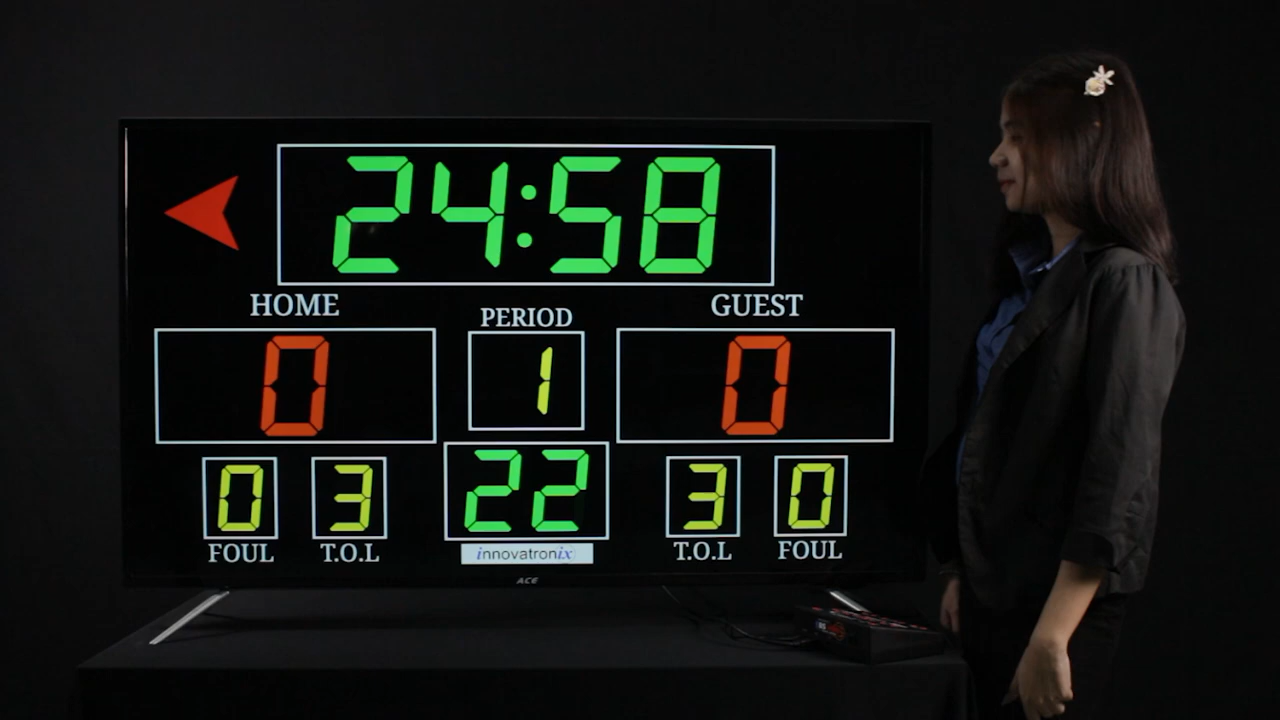 24:58
HOME
PERIOD
GUEST
0
1
0
0
3
22
3
0
FOUL
T.O.L
innovatronix
T.O.L
FOUL
ACE